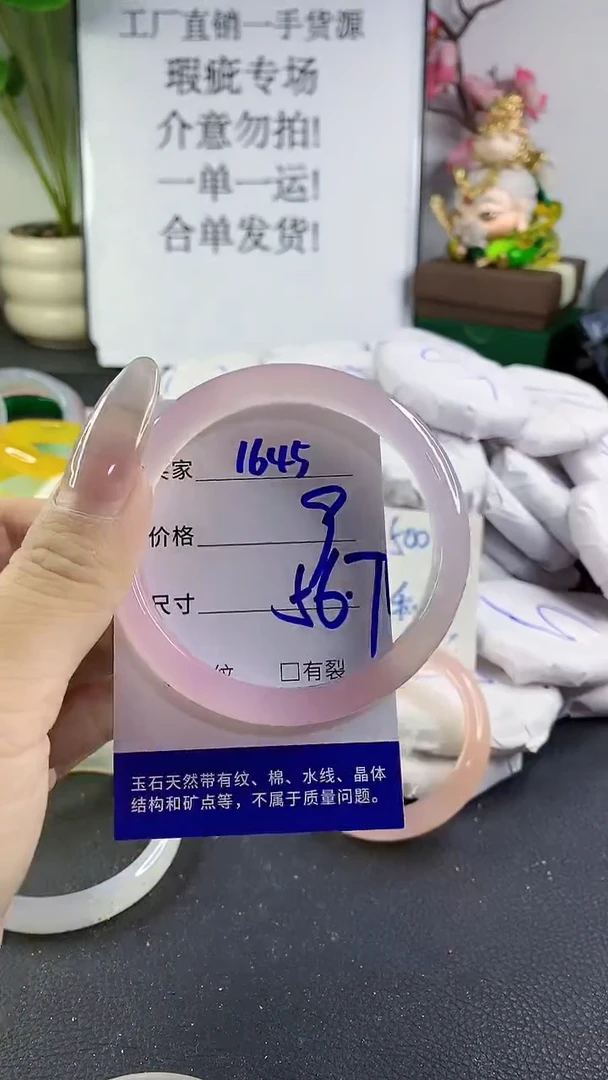 工厂直销一手货源
瑕疵专场
介意勿拍!
一单一运!
合单发货!
家 1645
价格
尺寸 56.7
纹 □有裂
500
玉石天然带有纹、棉、水线、晶体
结构和矿点等，不属于质量问题。